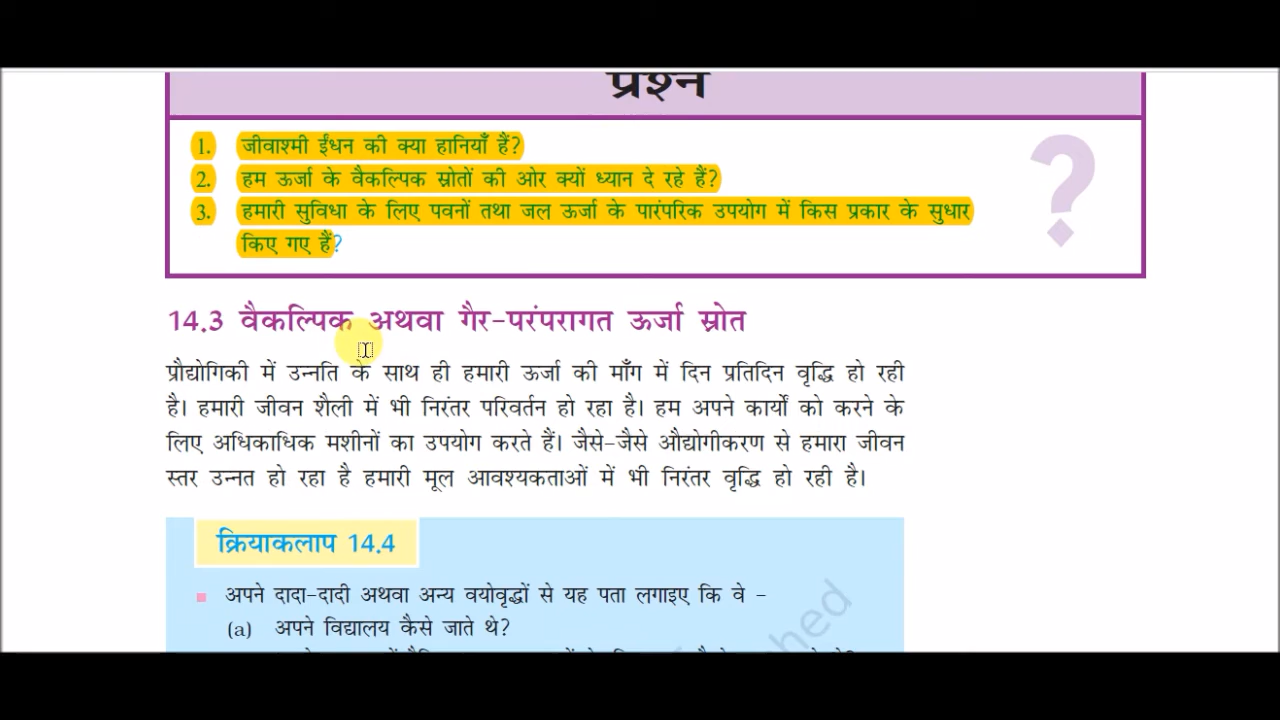 प्रश्न
1. जीवाश्मी ईंधन की क्या हानियाँ हैं?
2. हम ऊर्जा के वैकल्पिक स्रोतों की ओर क्यों ध्यान दे रहे हैं?
3. हमारी सुविधा के लिए पवनों तथा जल ऊर्जा के पारंपरिक उपयोग में किस प्रकार के सुधार
किए गए हैं?
?
14.3 वैकल्पिक अथवा गैर-परंपरागत ऊर्जा स्रोत
प्रौद्योगिकी में उन्नति के साथ ही हमारी ऊर्जा की माँग में दिन प्रतिदिन वृद्धि हो रही
है। हमारी जीवन शैली में भी निरंतर परिवर्तन हो रहा है। हम अपने कार्यों को करने के
लिए अधिकाधिक मशीनों का उपयोग करते हैं। जैसे-जैसे औद्योगीकरण से हमारा जीवन
स्तर उन्नत हो रहा है हमारी मूल आवश्यकताओं में भी निरंतर वृद्धि हो रही है।
क्रियाकलाप 14.4
अपने दादा-दादी अथवा अन्य वयोवृद्धों से यह पता लगाइए कि वे -
(a) अपने विद्यालय कैसे जाते थे?